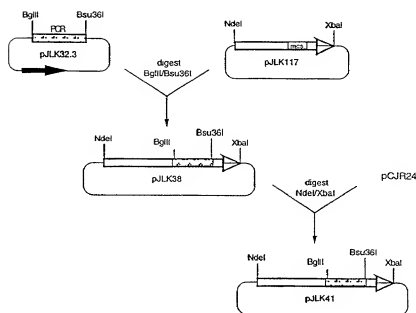 BglII Bsu36I
PCR
pJLK32.3
NdeI XbaI
mcs
pJLK117
digest
BglII/Bsu36I
NdeI BglII Bsu36I XbaI
pJLK38
digest
NdeI/XbaI
pCJR24
NdeI BglII Bsu36I XbaI
pJLK41